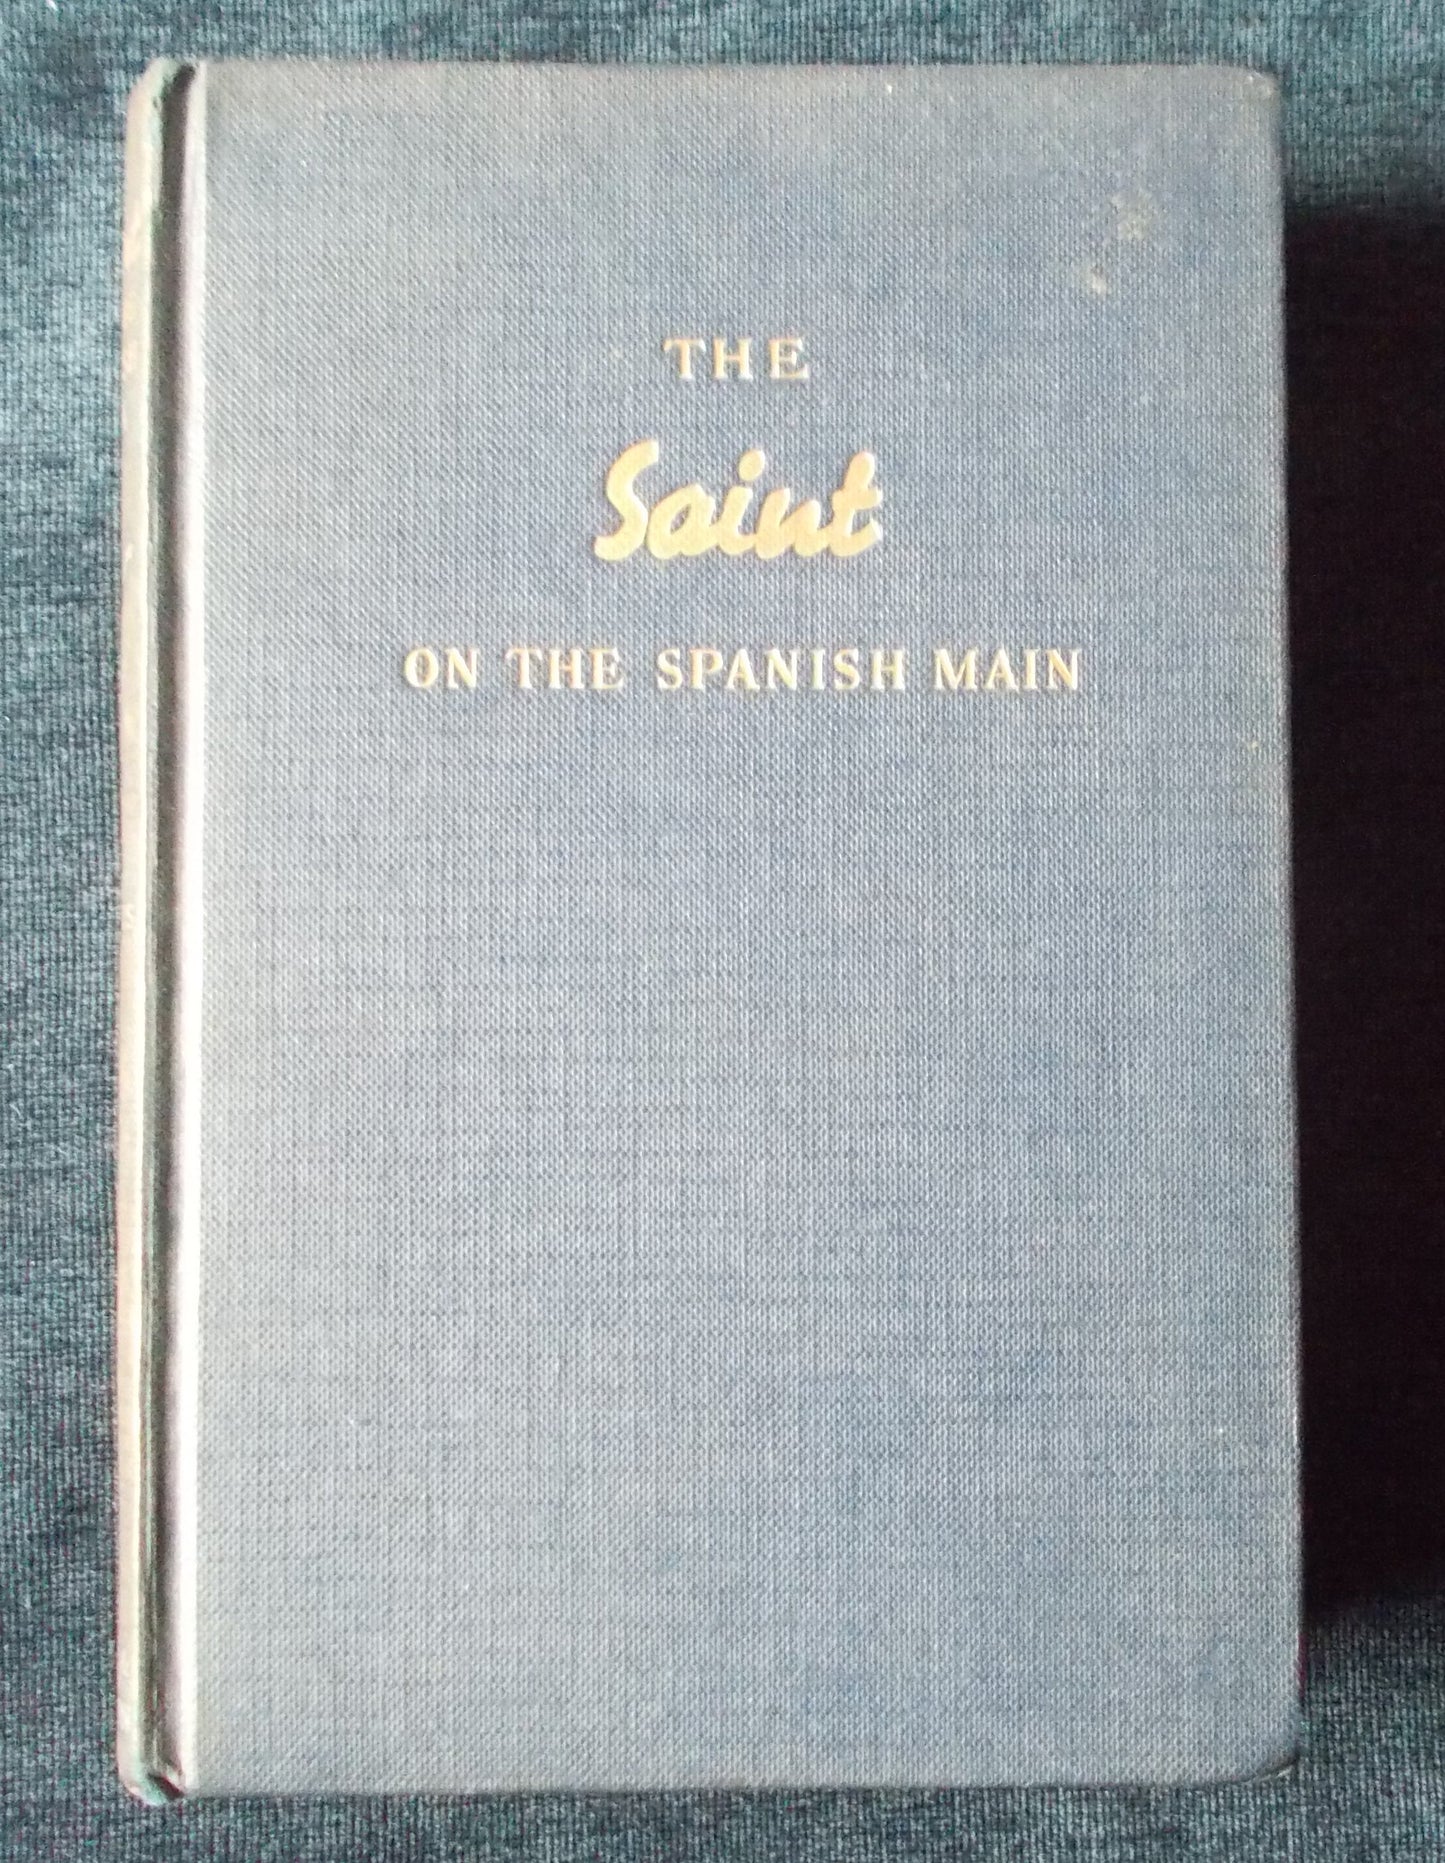 THE
Saint
ON THE SPANISH MAIN